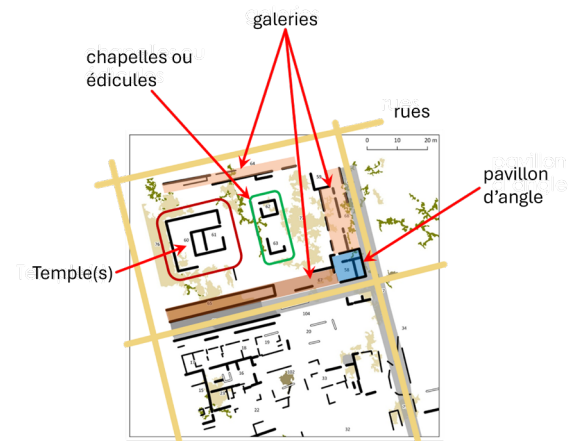 galeries
chapelles ou
édicules
rues
0 10 20 m
pavillon
d'angle
Temple(s)